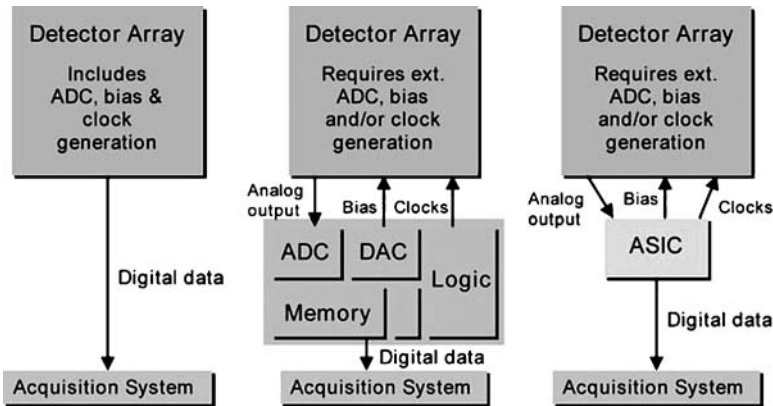 Detector Array
Includes
ADC, bias &
clock
generation
Digital data
Acquisition System
Detector Array
Requires ext.
ADC, bias
and/or clock
generation
Analog
output
Bias
Clocks
ADC
DAC
Logic
Memory
Digital data
Acquisition System
Detector Array
Requires ext.
ADC, bias
and/or clock
generation
Analog
output
Bias
Clocks
ASIC
Digital data
Acquisition System